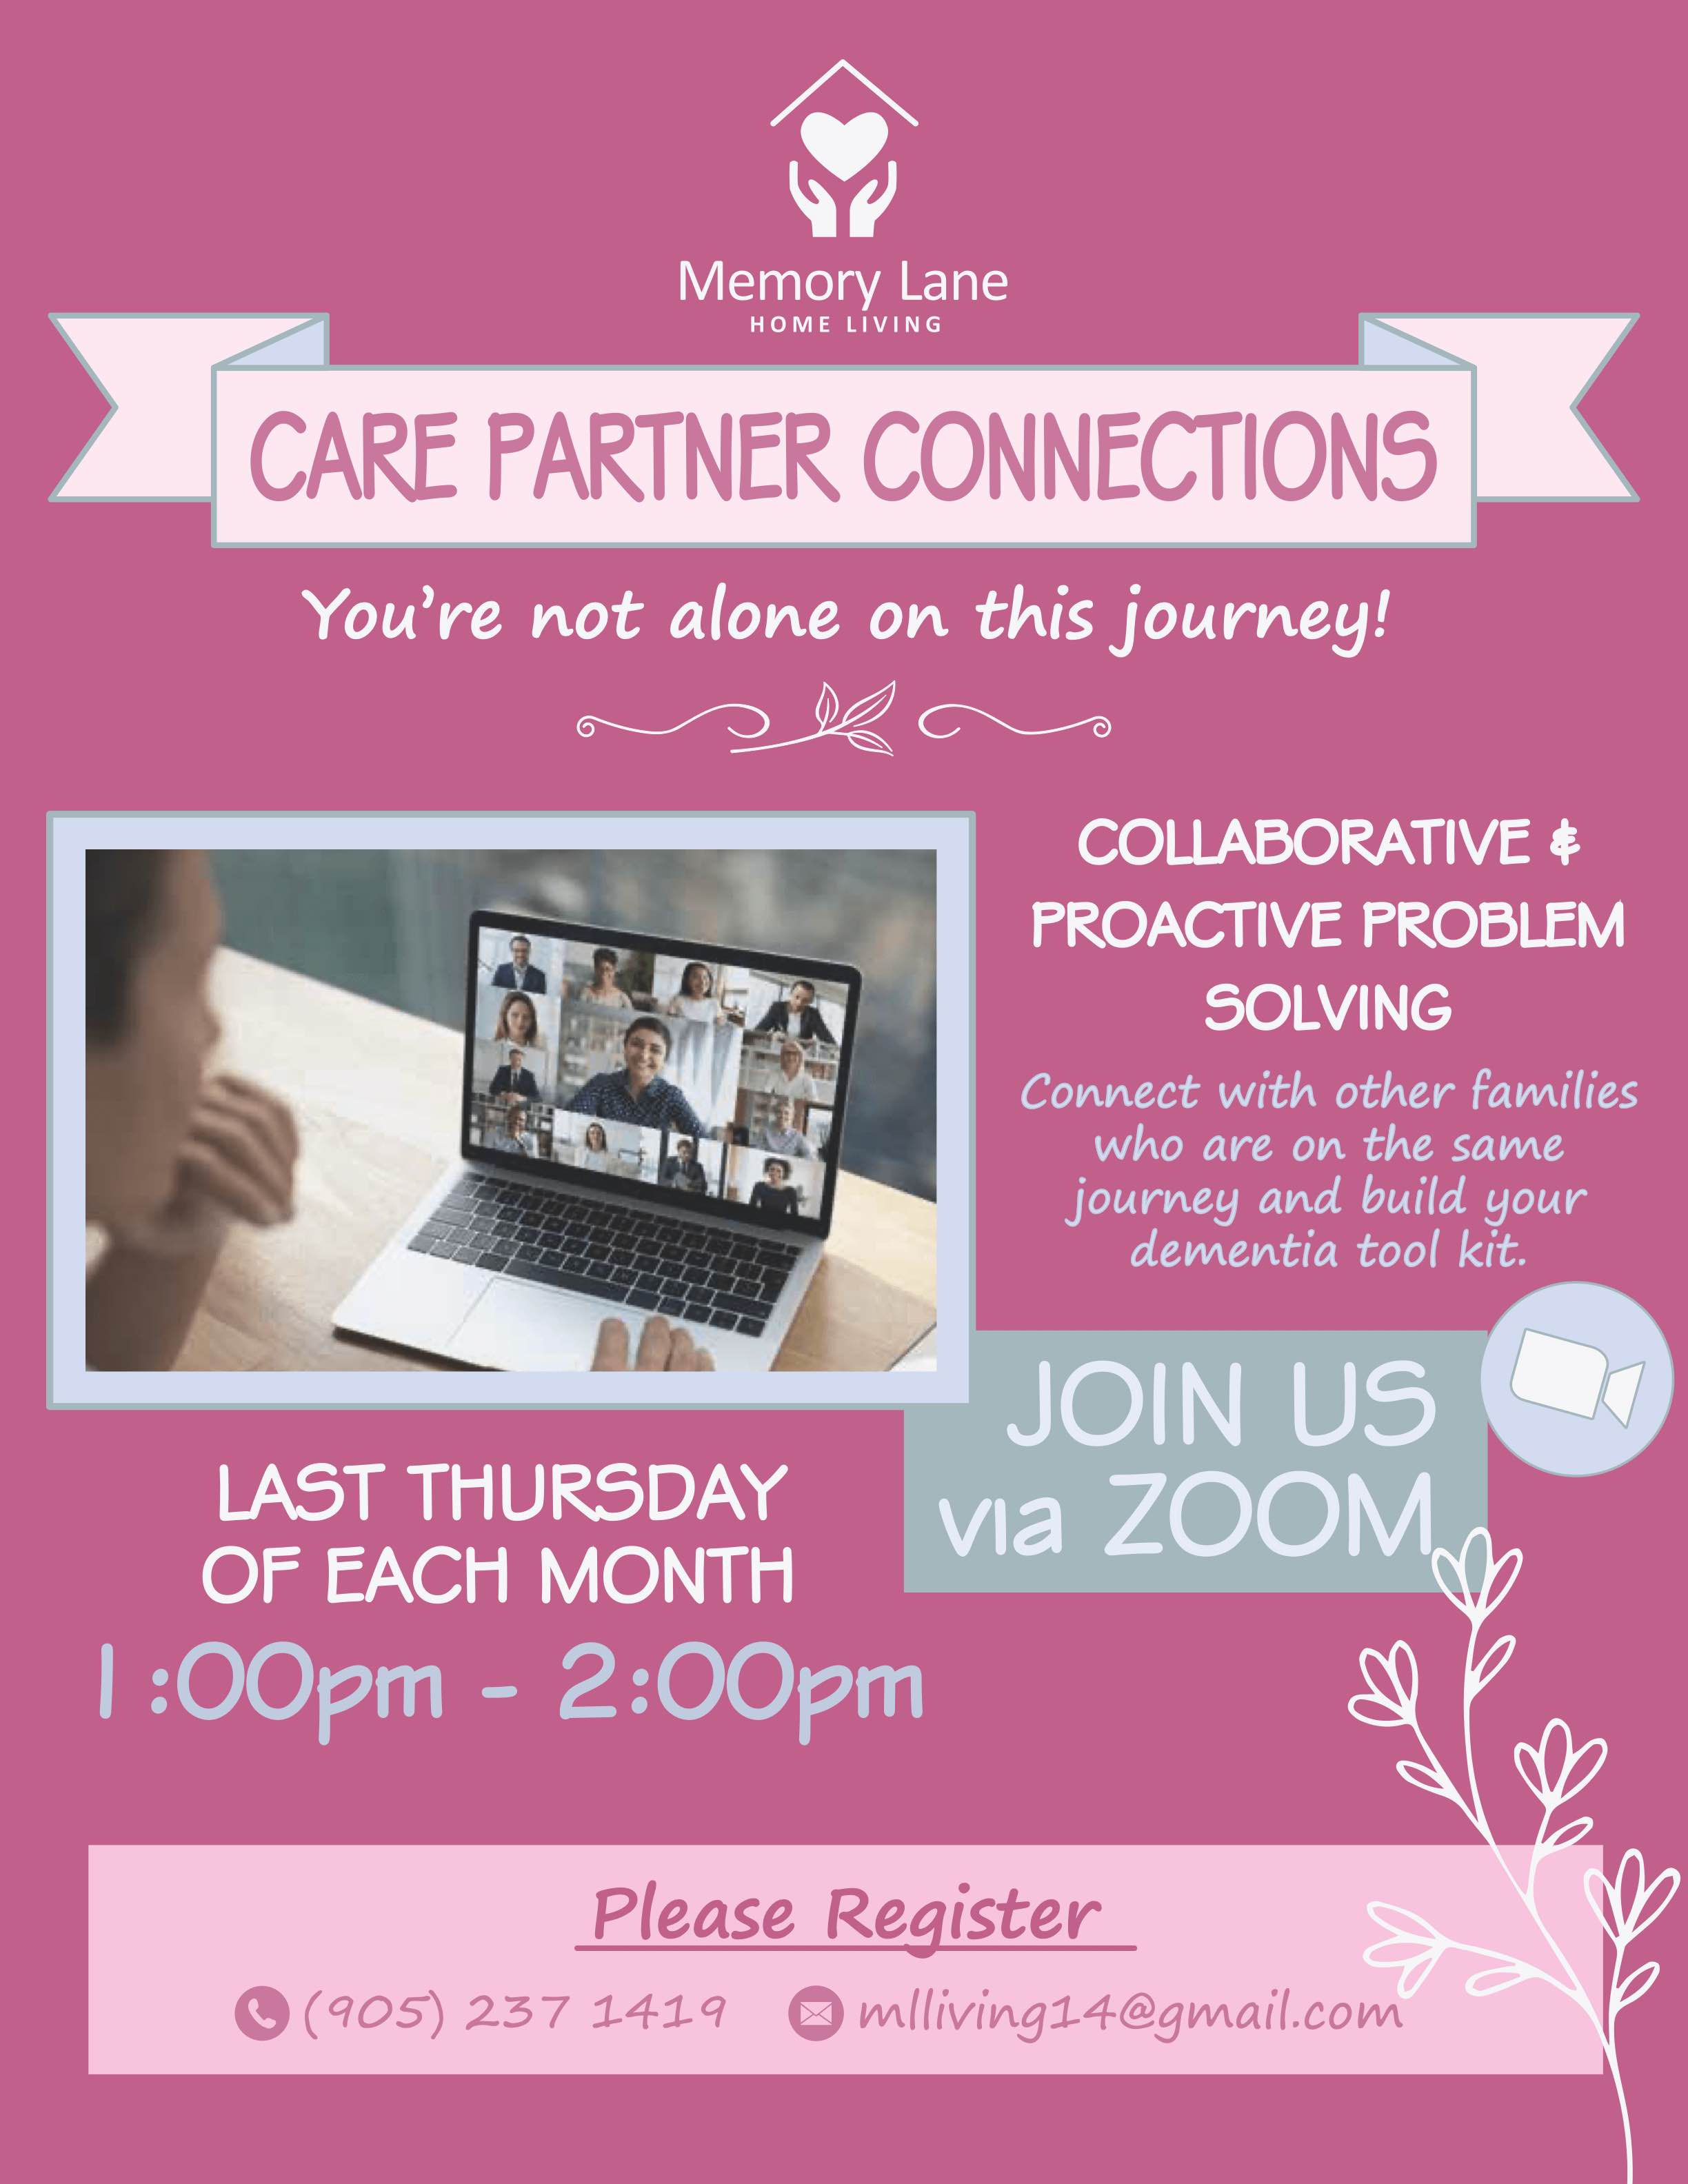 Memory Lane
HOME LIVING
CARE PARTNER CONNECTIONS
You're not alone on this journey!
COLLABORATIVE &
PROACTIVE PROBLEM
SOLVING
Connect with other families
who are on the same
journey and build your
dementia tool kit.
JOIN US
via ZOOM
LAST THURSDAY
OF EACH MONTH
1:00pm - 2:00pm
Please Register
(905) 237 1419
mlliving14@gmail.com